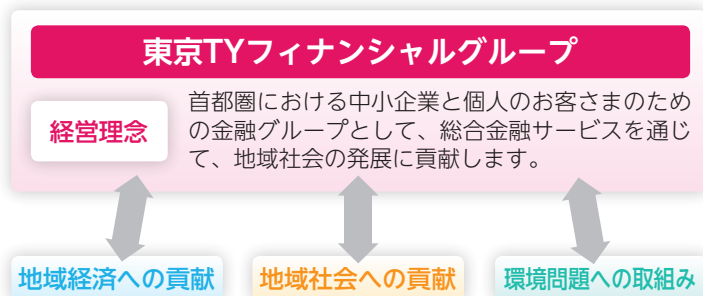 東京TYフィナンシャルグループ
経営理念
首都圏における中小企業と個人のお客さまのため
の金融グループとして、総合金融サービスを通じ
て、地域社会の発展に貢献します。
地域経済への貢献
地域社会への貢献
環境問題への取組み